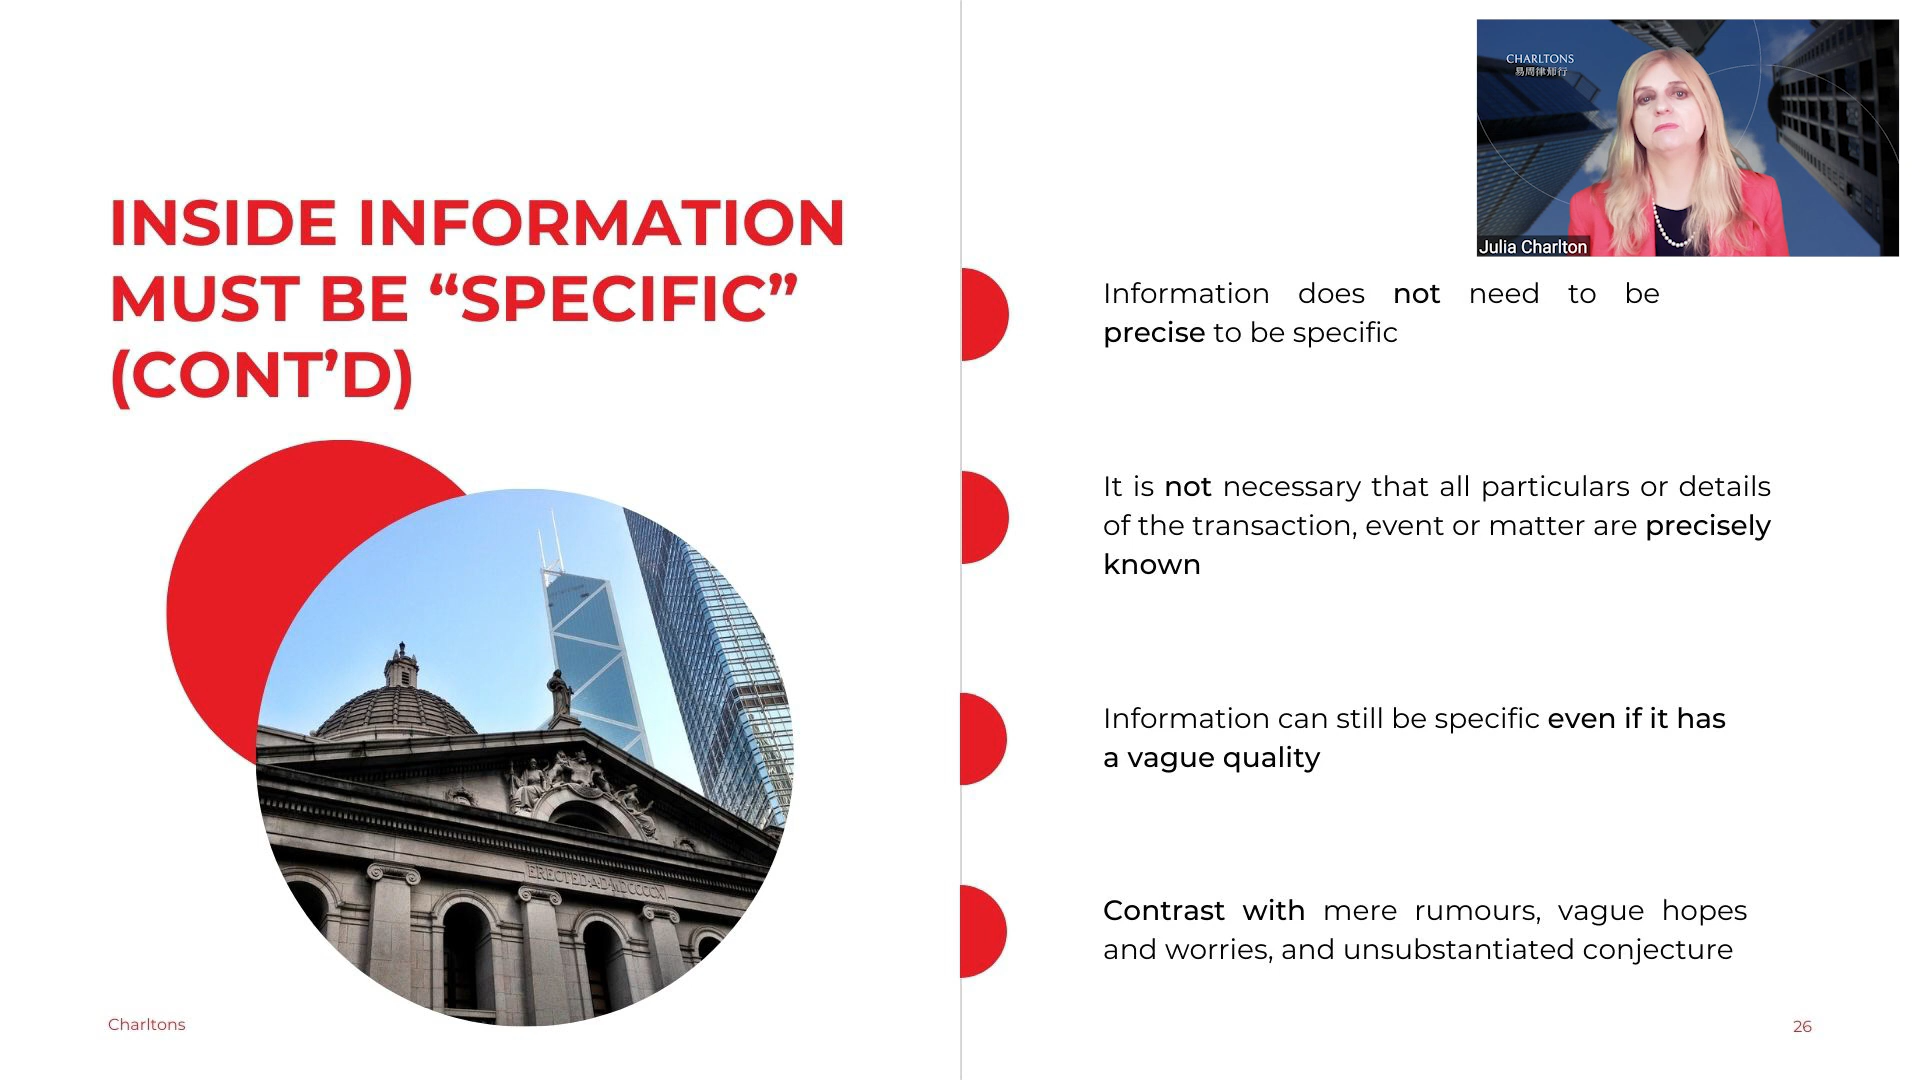 INSIDE INFORMATION
MUST BE “SPECIFIC”
(CONT’D)
CHARLTONS
易周律师行
Julia Charlton
Information does not need to be
precise to be specific
It is not necessary that all particulars or details
of the transaction, event or matter are precisely
known
Information can still be specific even if it has
a vague quality
Contrast with mere rumours, vague hopes
and worries, and unsubstantiated conjecture
ERECTED·A·D·MDCCCCX
Charltons
26